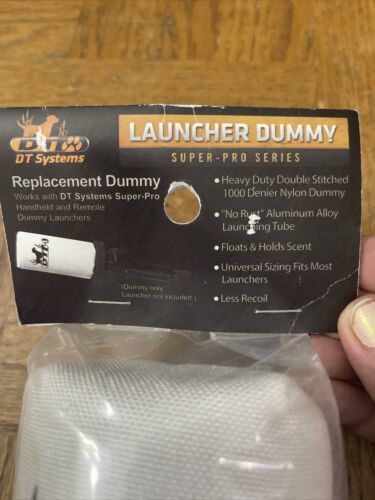 DT
DT Systems
LAUNCHER DUMMY
SUPER-PRO SERIES
Replacement Dummy
Works with DT Systems Super-Pro
Handheld and Remote
Dummy Launchers
(Dummy only,
Launcher not included.)
• Heavy Duty Double Stitched
1000 Denier Nylon Dummy
• "No Rust" Aluminum Alloy
Launching Tube
• Floats & Holds Scent
• Universal Sizing Fits Most
Launchers
• Less Recoil